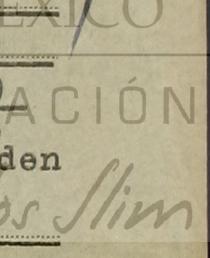 EXICO
ACIÓN
den
os Slim